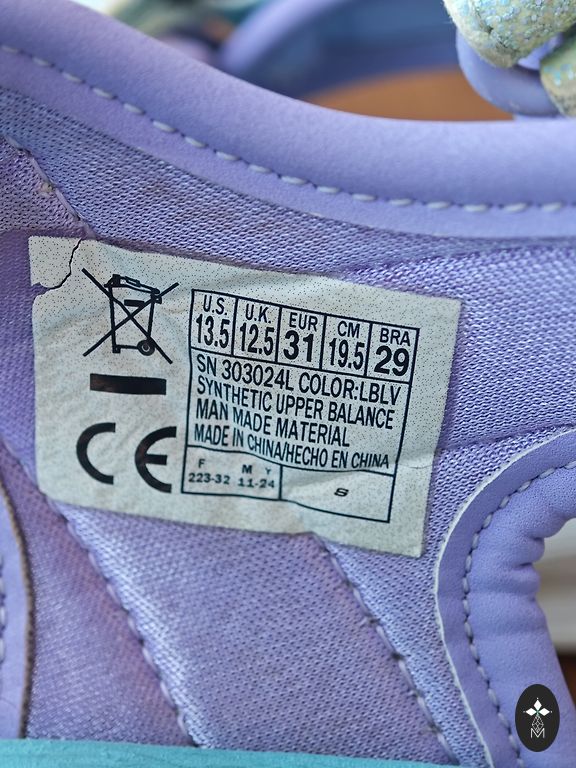 U.S. U.K. EUR CM BRA
13.5 12.5 31 19.5 29
SN 303024L COLOR:LBLV
SYNTHETIC UPPER BALANCE
MAN MADE MATERIAL
MADE IN CHINA/HECHO EN CHINA
F M Y
223-32 11-24 S
CE
M